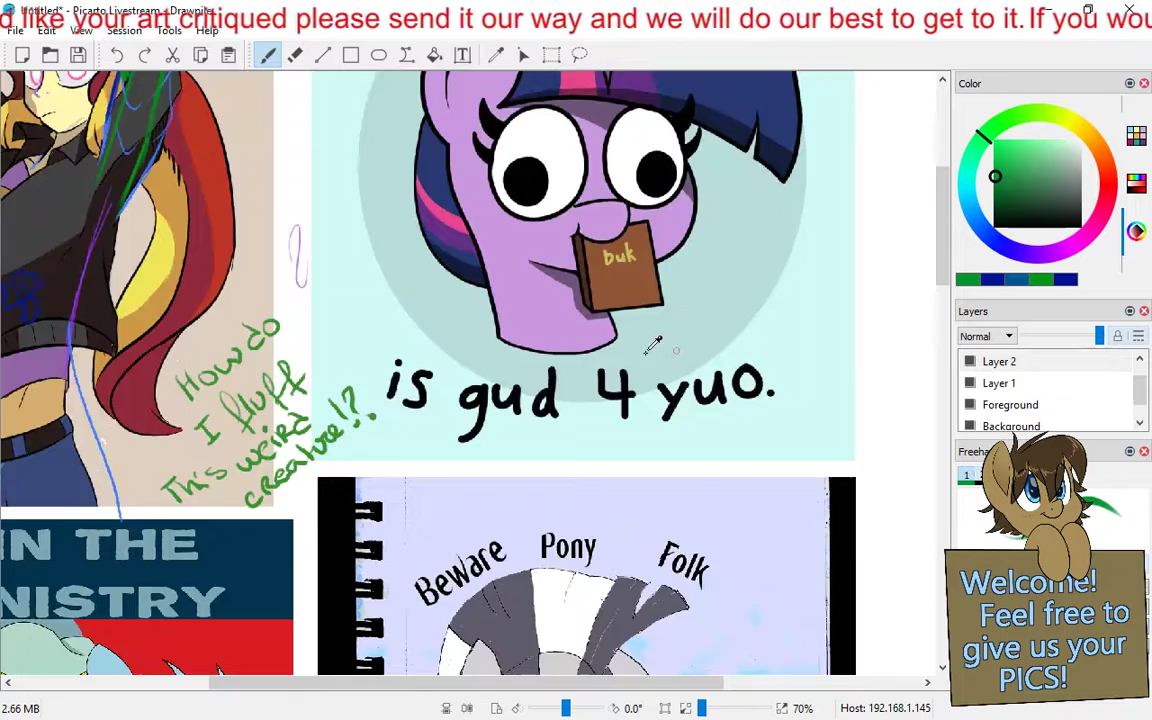 d like your art critiqued please send it our way and we will do our best to get to it. If you wou
Untitled* - Picarto Livestream - Drawpile
File Edit View Session Tools Help
Color
buk
is gud 4 yuo.
How do
I fluff
This weird
creature!?
Layers
Normal
Layer 2
Layer 1
Foreground
Background
1
IN THE
NISTRY
Beware Pony Folk
Welcome!
Feel free to
give us your
PICS!
2.66 MB
0.0°
70%
Host: 192.168.1.145